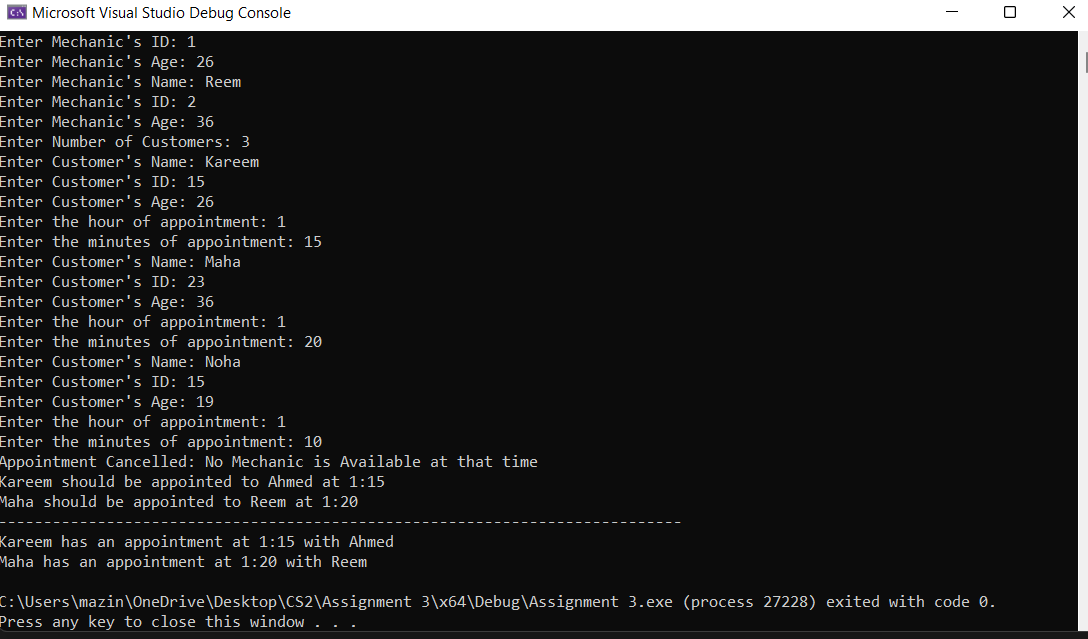 Microsoft Visual Studio Debug Console
Enter Mechanic's ID: 1
Enter Mechanic's Age: 26
Enter Mechanic's Name: Reem
Enter Mechanic's ID: 2
Enter Mechanic's Age: 36
Enter Number of Customers: 3
Enter Customer's Name: Kareem
Enter Customer's ID: 15
Enter Customer's Age: 26
Enter the hour of appointment: 1
Enter the minutes of appointment: 15
Enter Customer's Name: Maha
Enter Customer's ID: 23
Enter Customer's Age: 36
Enter the hour of appointment: 1
Enter the minutes of appointment: 20
Enter Customer's Name: Noha
Enter Customer's ID: 15
Enter Customer's Age: 19
Enter the hour of appointment: 1
Enter the minutes of appointment: 10
Appointment Cancelled: No Mechanic is Available at that time
Kareem should be appointed to Ahmed at 1:15
Maha should be appointed to Reem at 1:20
----------------------------------------------------------------------------
Kareem has an appointment at 1:15 with Ahmed
Maha has an appointment at 1:20 with Reem
C:\Users\mazin\OneDrive\Desktop\CS2\Assignment 3\x64\Debug\Assignment 3.exe (process 27228) exited with code 0.
Press any key to close this window . . .